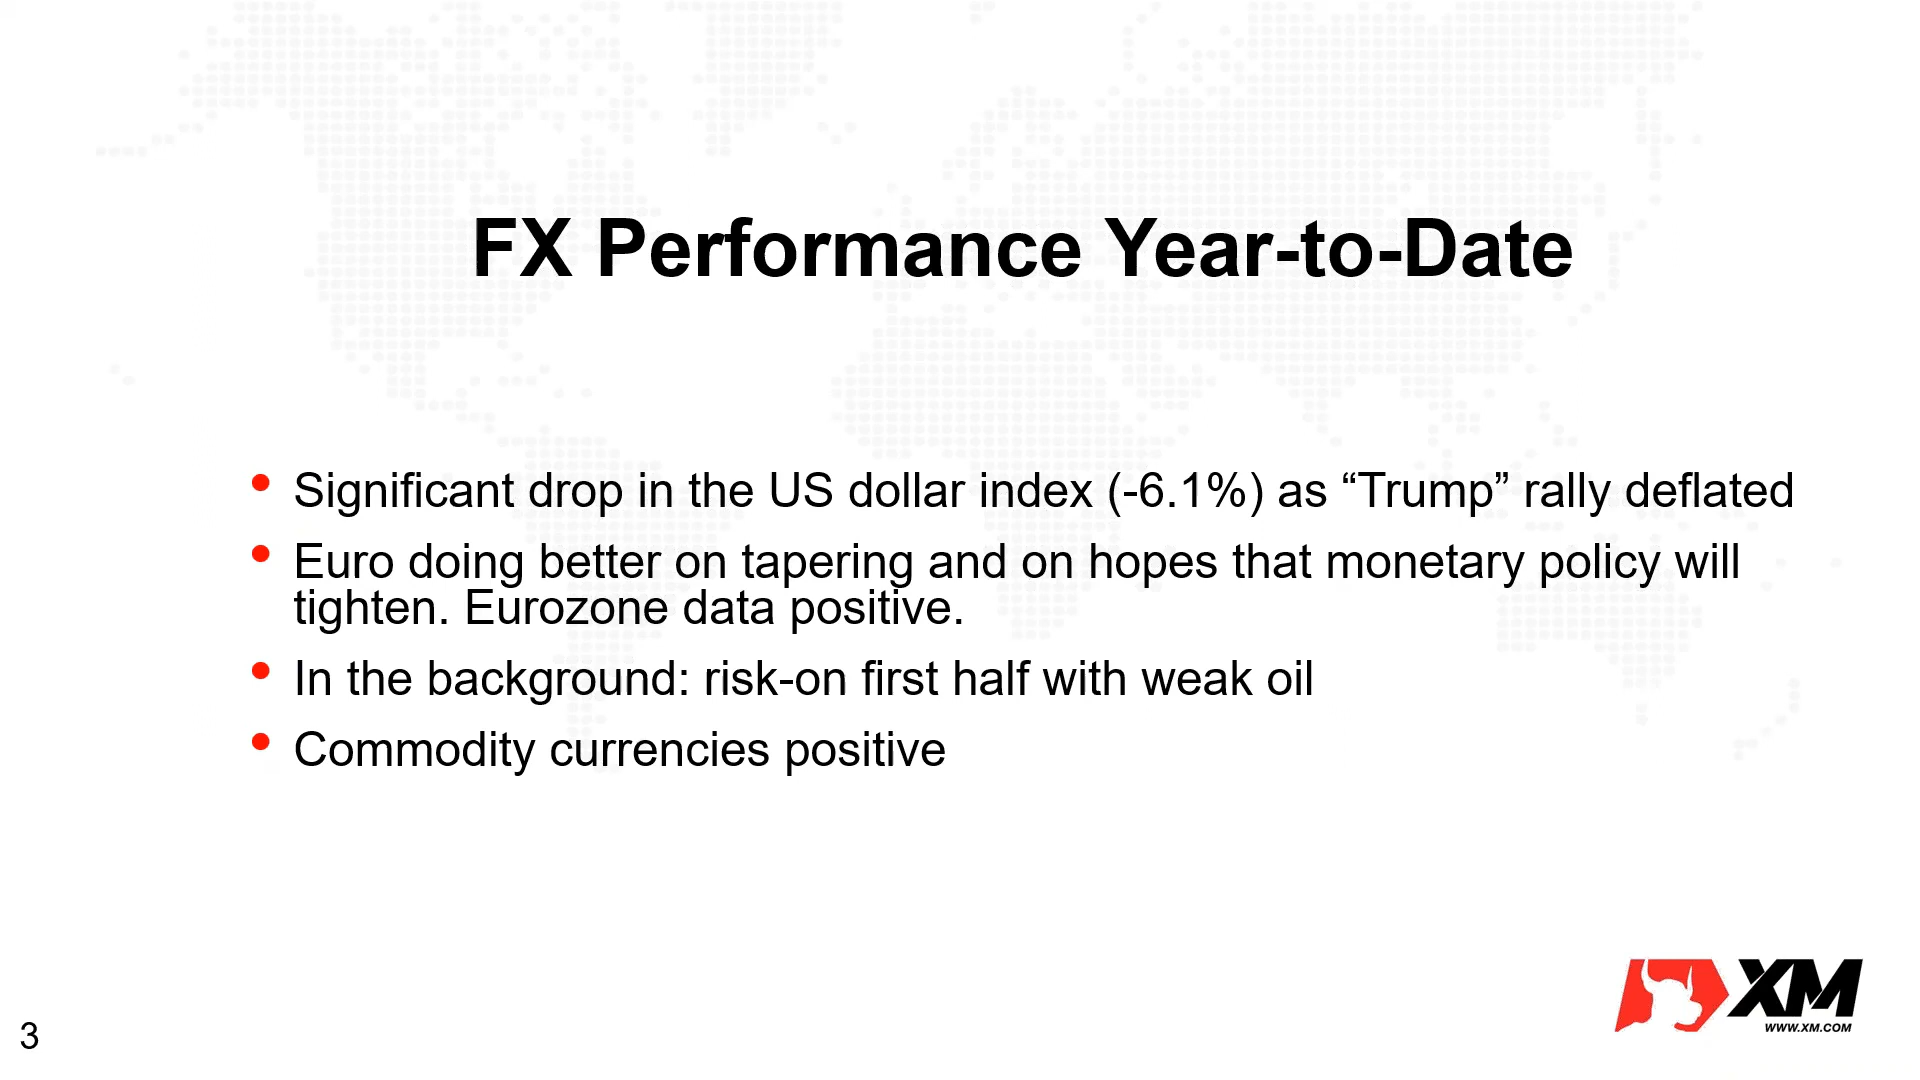 FX Performance Year-to-Date
• Significant drop in the US dollar index (-6.1%) as “Trump” rally deflated
• Euro doing better on tapering and on hopes that monetary policy will
tighten. Eurozone data positive.
• In the background: risk-on first half with weak oil
• Commodity currencies positive
XM
WWW.XM.COM
3